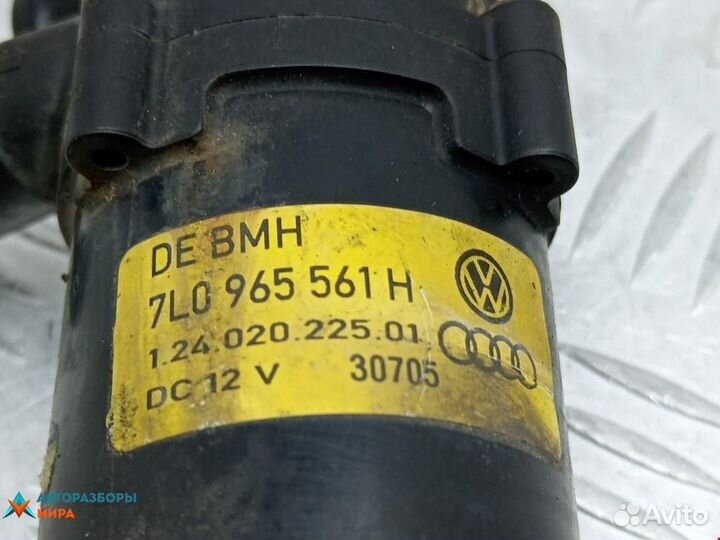 DE BMH
7L0 965 561 H
1.24.020.225.01
DC 12 V 30705
АВТОРАЗБОРЫ
МИРА
Avito